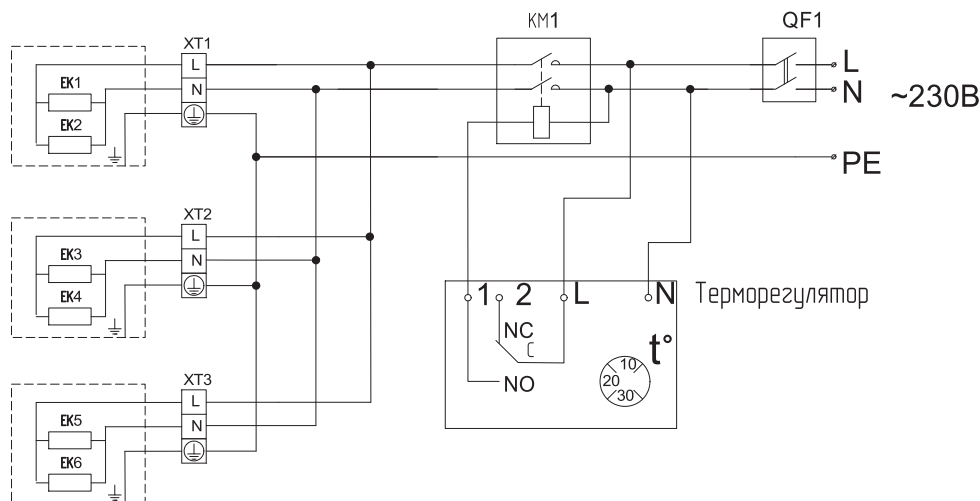 KM1
QF1
XT1
L
N
EK1
EK2
L
N
~230В
PE
XT2
L
N
EK3
EK4
1
2
L
N
Терморегулятор
NC
C
NO
t°
10
20
30
XT3
L
N
EK5
EK6